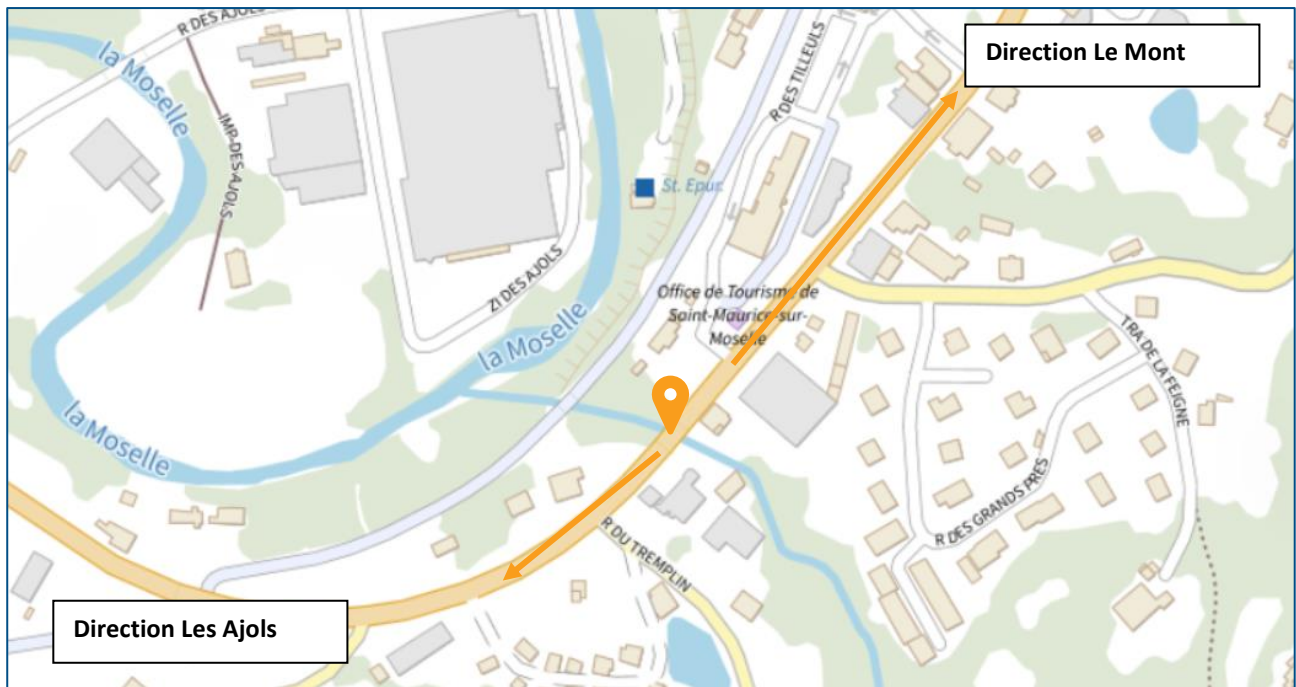 R DES AJOLS
la Moselle
IMP DES AJOLS
R DES TILLEULS
Direction Le Mont
St. Epur.
ZI DES AJOLS
Office de Tourisme de
Saint-Maurice-sur-
Moselle
la Moselle
la Moselle
TRA DE LA FEIGNE
R DES GRANDS PRES
R DU TREMPLIN
Direction Les Ajols